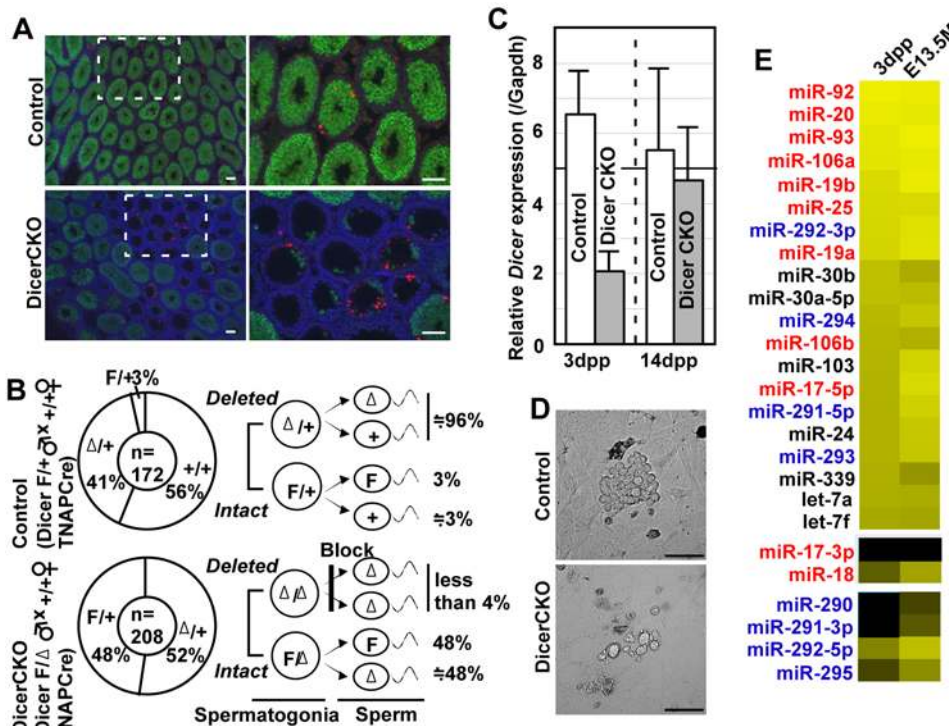 A
Control
DicerCKO
B
Control
(Dicer F/+ ♂ x +/+ ♀
TNAPCre)
F/+ 3%
Δ/+
41%
n=
172
+/+
56%
Deleted
Intact
Δ/+
F/+
Δ
+
F
+
≒96%
3%
≒3%
DicerCKO
Dicer F/Δ ♂ x +/+ ♀
TNAPCre)
F/+
48%
n=
208
Δ/+
52%
Deleted
Intact
Block
Δ/Δ
F/Δ
Δ
Δ
F
Δ
less
than 4%
48%
≒48%
Spermatogonia
Sperm
C
Relative Dicer expression (/Gapdh)
8
6
4
2
0
Control
Dicer CKO
Control
Dicer CKO
3dpp
14dpp
D
Control
DicerCKO
E
3dpp
E13.5M
miR-92
miR-20
miR-93
miR-106a
miR-19b
miR-25
miR-292-3p
miR-19a
miR-30b
miR-30a-5p
miR-294
miR-106b
miR-103
miR-17-5p
miR-291-5p
miR-24
miR-293
miR-339
let-7a
let-7f
miR-17-3p
miR-18
miR-290
miR-291-3p
miR-292-5p
miR-295